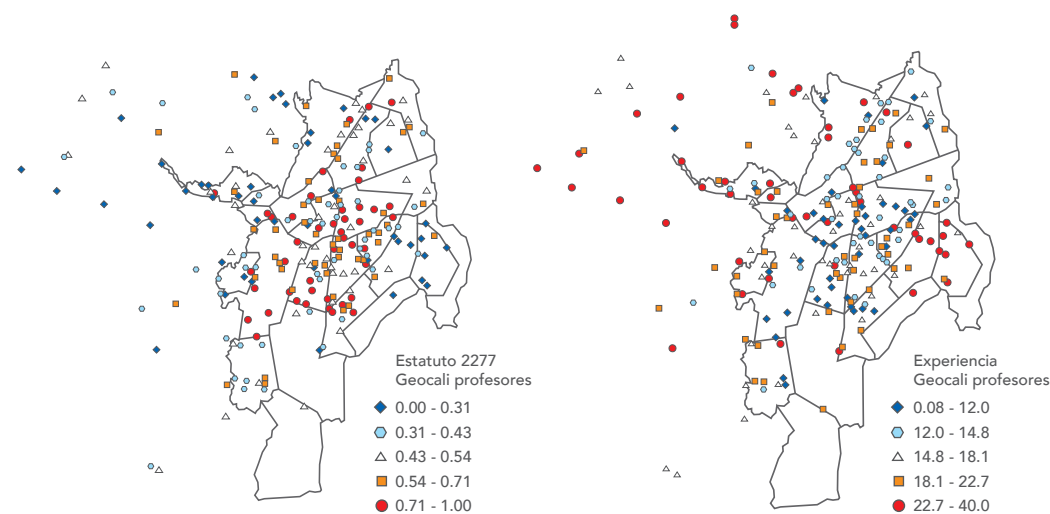 Estatuto 2277
Geocali profesores
0.00 - 0.31
0.31 - 0.43
0.43 - 0.54
0.54 - 0.71
0.71 - 1.00
Experiencia
Geocali profesores
0.08 - 12.0
12.0 - 14.8
14.8 - 18.1
18.1 - 22.7
22.7 - 40.0